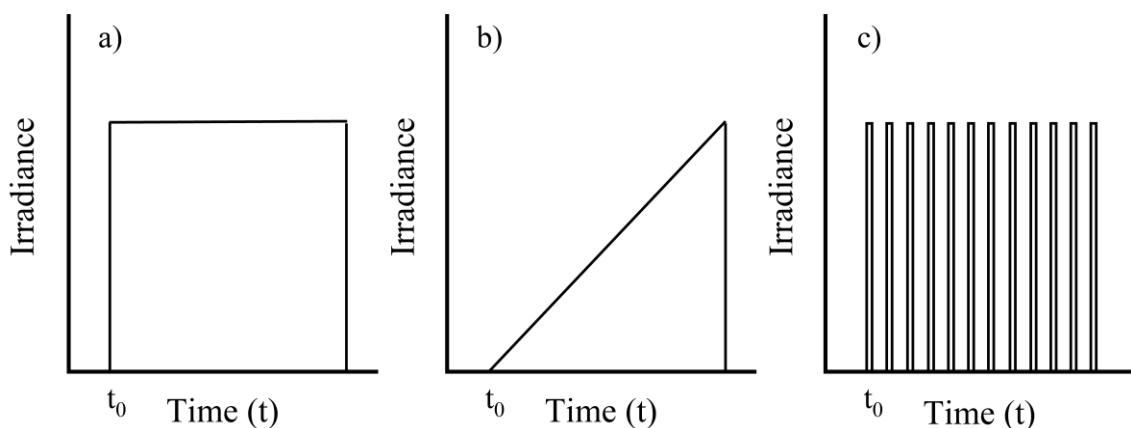 a)
Irradiance
t0 Time (t)
b)
Irradiance
t0 Time (t)
c)
Irradiance
t0 Time (t)